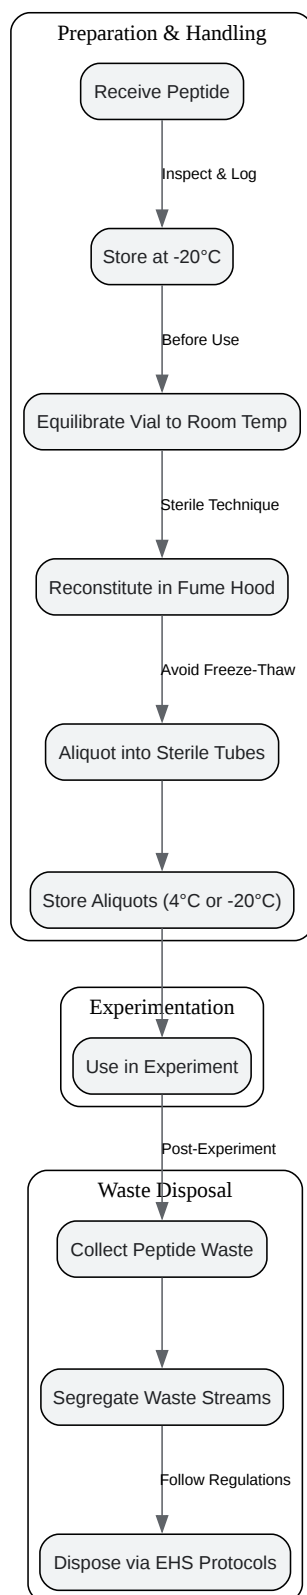 Preparation & Handling
Receive Peptide
Inspect & Log
Store at -20°C
Before Use
Equilibrate Vial to Room Temp
Sterile Technique
Reconstitute in Fume Hood
Avoid Freeze-Thaw
Aliquot into Sterile Tubes
Store Aliquots (4°C or -20°C)
Experimentation
Use in Experiment
Post-Experiment
Waste Disposal
Collect Peptide Waste
Segregate Waste Streams
Follow Regulations
Dispose via EHS Protocols